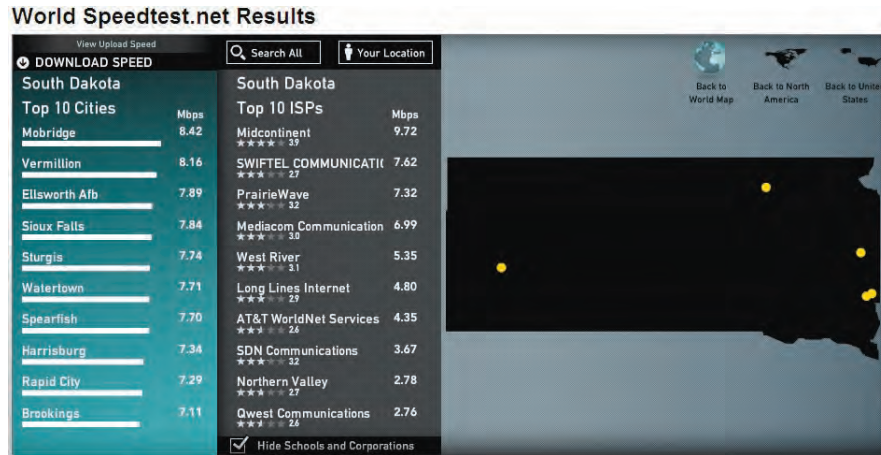 World Speedtest.net Results
View Upload Speed
DOWNLOAD SPEED
South Dakota
Top 10 Cities
Mbps
Mobridge 8.42
Vermillion 8.16
Ellsworth Afb 7.89
Sioux Falls 7.84
Sturgis 7.74
Watertown 7.71
Spearfish 7.70
Harrisburg 7.34
Rapid City 7.29
Brookings 7.11
Search All
Your Location
South Dakota
Top 10 ISPs
Mbps
Midcontinent 9.72
3.9
SWIFTEL COMMUNICATI( 7.62
2.7
PrairieWave 7.32
3.2
Mediacom Communication 6.99
3.0
West River 5.35
3.1
Long Lines Internet 4.80
2.9
AT&T WorldNet Services 4.35
2.6
SDN Communications 3.67
3.2
Northern Valley 2.78
2.7
Qwest Communications 2.76
2.6
Hide Schools and Corporations
Back to
World Map
Back to North
America
Back to Unite
States